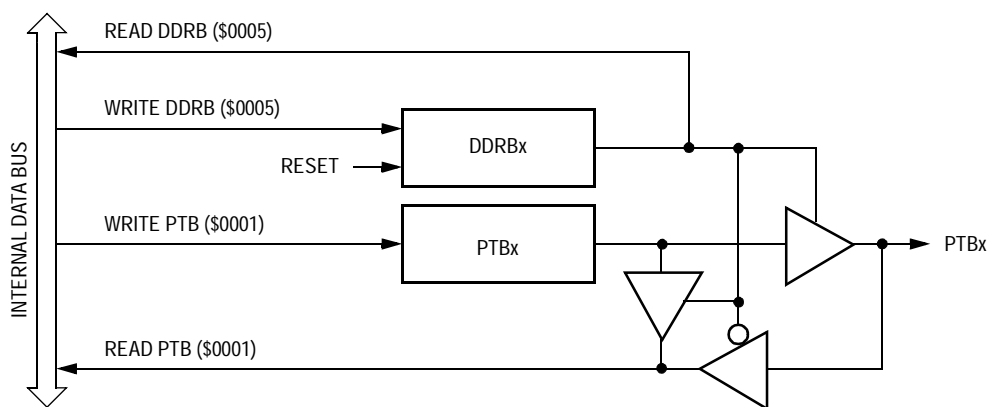 READ DDRB ($0005)
WRITE DDRB ($0005)
DDRBx
RESET
WRITE PTB ($0001)
PTBx
PTBx
READ PTB ($0001)
INTERNAL DATA BUS